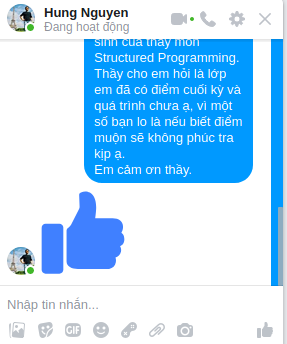 Hung Nguyen
Đang hoạt động
sinh của thầy môn
Structured Programming.
Thầy cho em hỏi là lớp
em đã có điểm cuối kỳ và
quá trình chưa ạ, vì một
số bạn lo là nếu biết điểm
muộn sẽ không phúc tra
kịp ạ.
Em cảm ơn thầy.
Nhập tin nhắn...
GIF